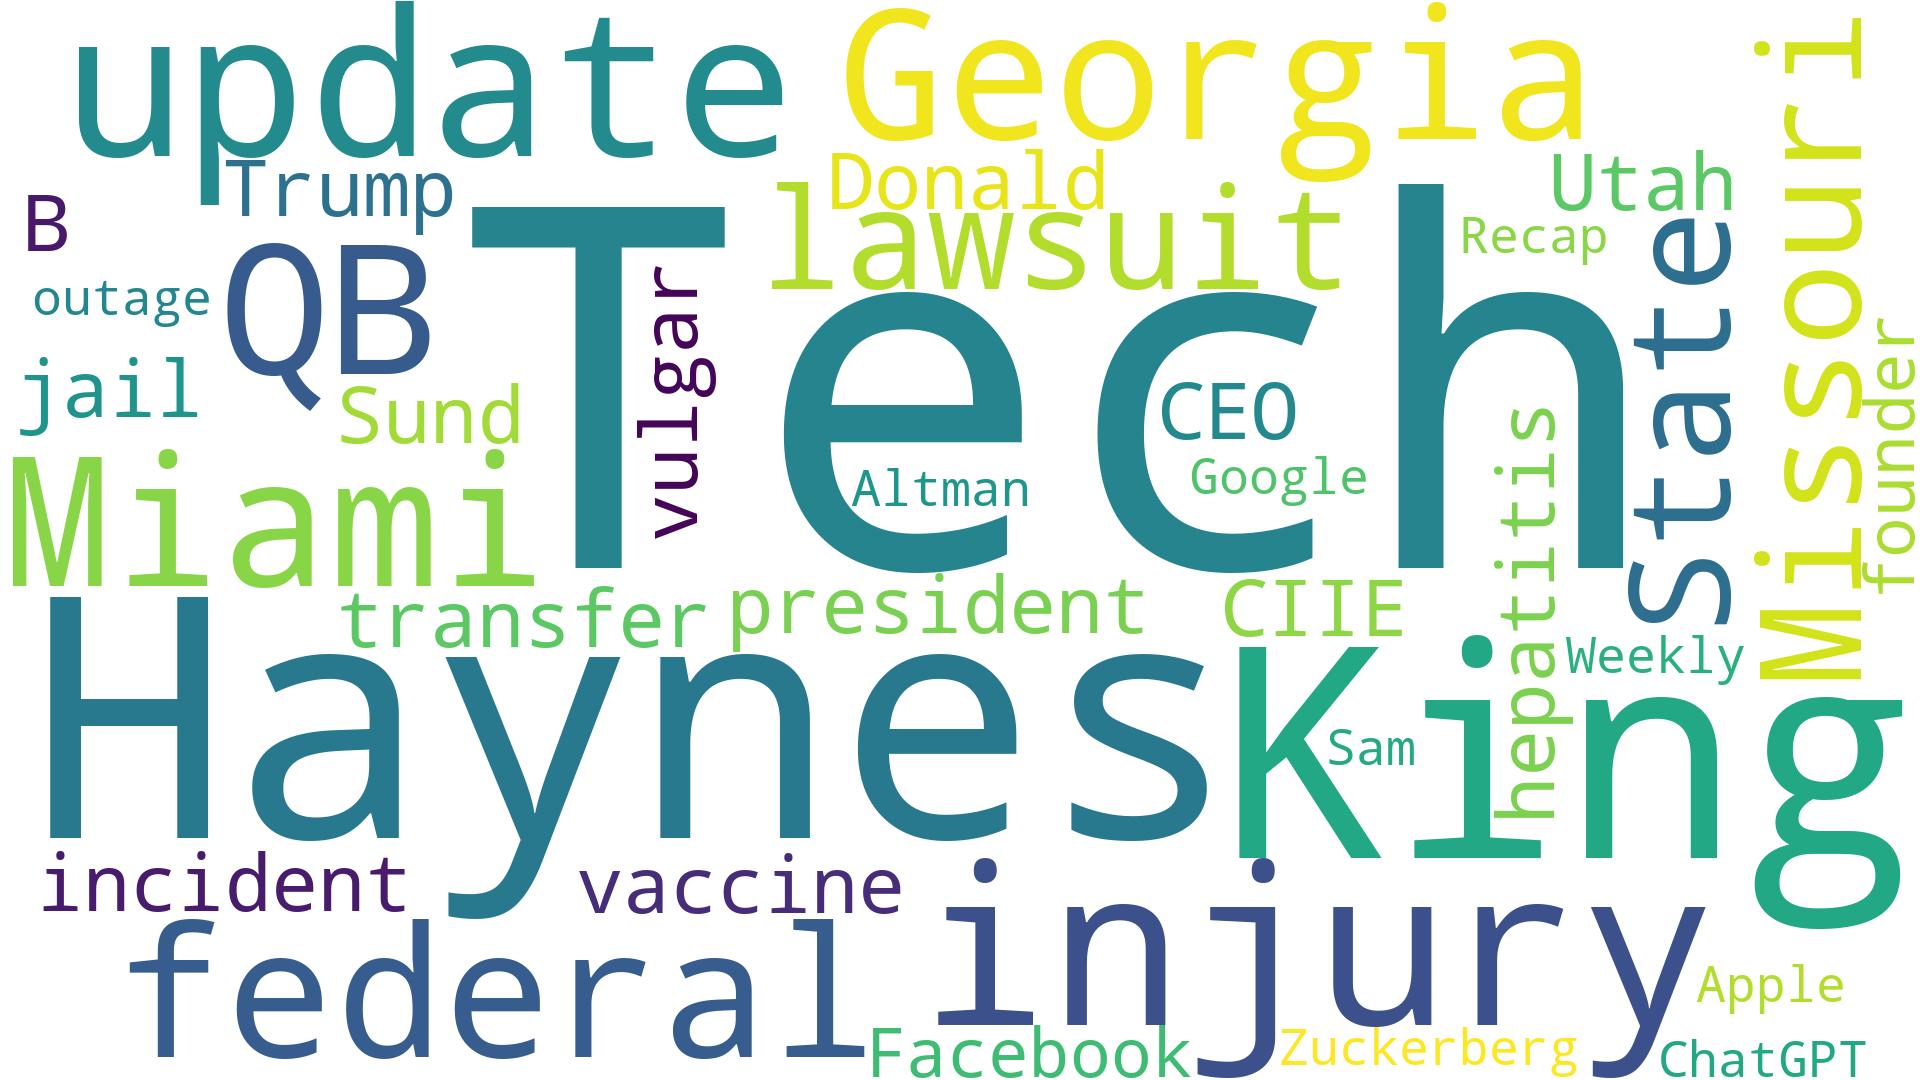 update
Georgia
Missouri
Trump
Donald
Utah
B
lawsuit
Recap
QB
Tech
State
outage
vulgar
jail
Sund
CEO
founder
Miami
Altman
Google
hepatitis
transfer
president
CIIE
Weekly
Haynes
King
Sam
incident
vaccine
injury
federal
Apple
Facebook
Zuckerberg
ChatGPT